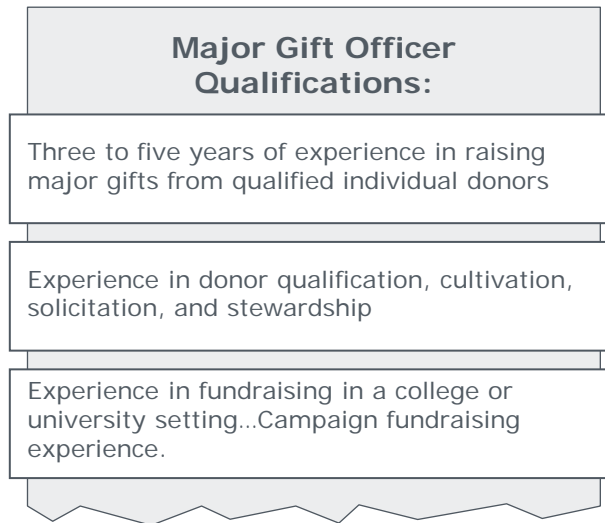 Major Gift Officer
Qualifications:
Three to five years of experience in raising
major gifts from qualified individual donors
Experience in donor qualification, cultivation,
solicitation, and stewardship
Experience in fundraising in a college or
university setting...Campaign fundraising
experience.